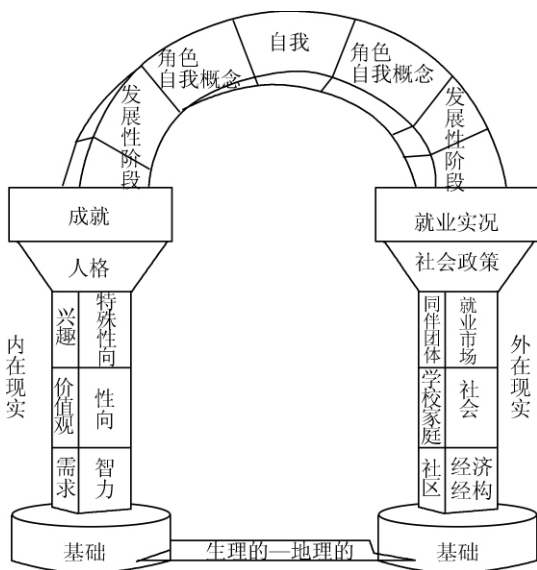 自我
角色
自我概念
角色
自我概念
发展性阶段
发展性阶段
成就
就业实况
人格
社会政策
内在现实
兴趣
特殊性向
价值观
性向
需求
智力
同伴团体
就业市场
学校家庭
社会
社区
经济
经构
外在现实
基础
生理的—地理的
基础